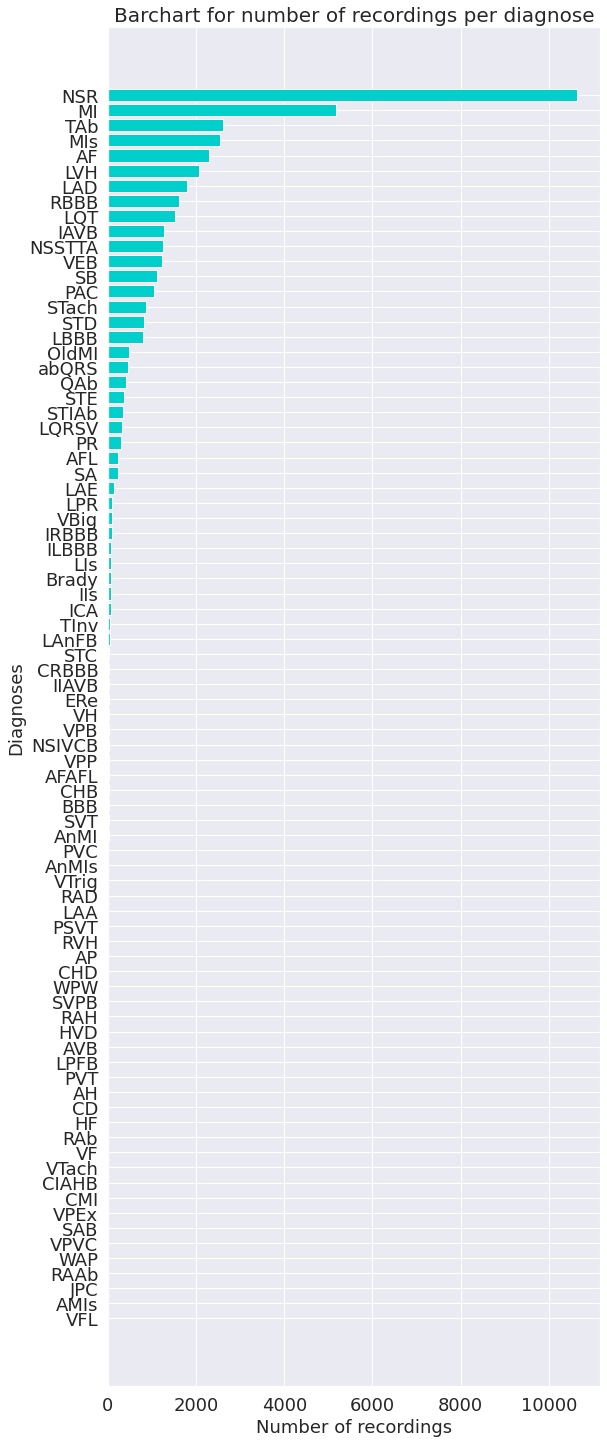 Barchart for number of recordings per diagnose
Diagnoses
NSR
MI
TAb
MIs
AF
LVH
LAD
RBBB
LQT
IAVB
NSSTTA
VEB
SB
PAC
STach
STD
LBBB
OldMI
abQRS
QAb
STE
STIAb
LQRSV
PR
AFL
SA
LAE
LPR
VBig
IRBBB
ILBBB
LIs
Brady
IIs
ICA
TInv
LAnFB
STC
CRBBB
IIAVB
ERe
VH
VPB
NSIVCB
VPP
AFAFL
CHB
BBB
SVT
AnMI
PVC
AnMIs
VTrig
RAD
LAA
PSVT
RVH
AP
CHD
WPW
SVPB
RAH
HVD
AVB
LPFB
PVT
AH
CD
HF
RAb
VF
VTach
CIAHB
CMI
VPEx
SAB
VPVC
WAP
RAAb
JPC
AMIs
VFL
0 2000 4000 6000 8000 10000
Number of recordings